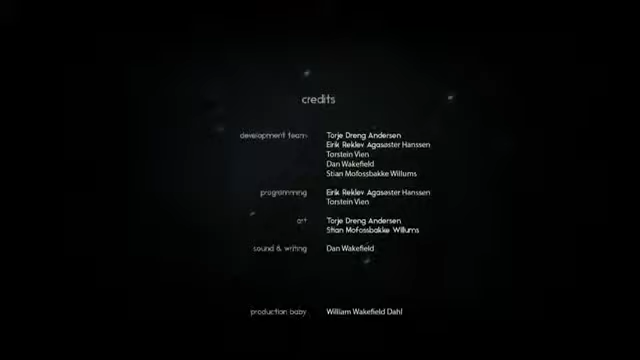 credits
development team Torje Dreng Andersen
Eirik Reklev Agasøster Hanssen
Torstein Vien
Dan Wakefield
Stian Mofossbakke Willums
programming Eirik Reklev Agasøster Hanssen
Torstein Vien
art Torje Dreng Andersen
Stian Mofossbakke Willums
sound & writing Dan Wakefield
production baby William Wakefield Dahl